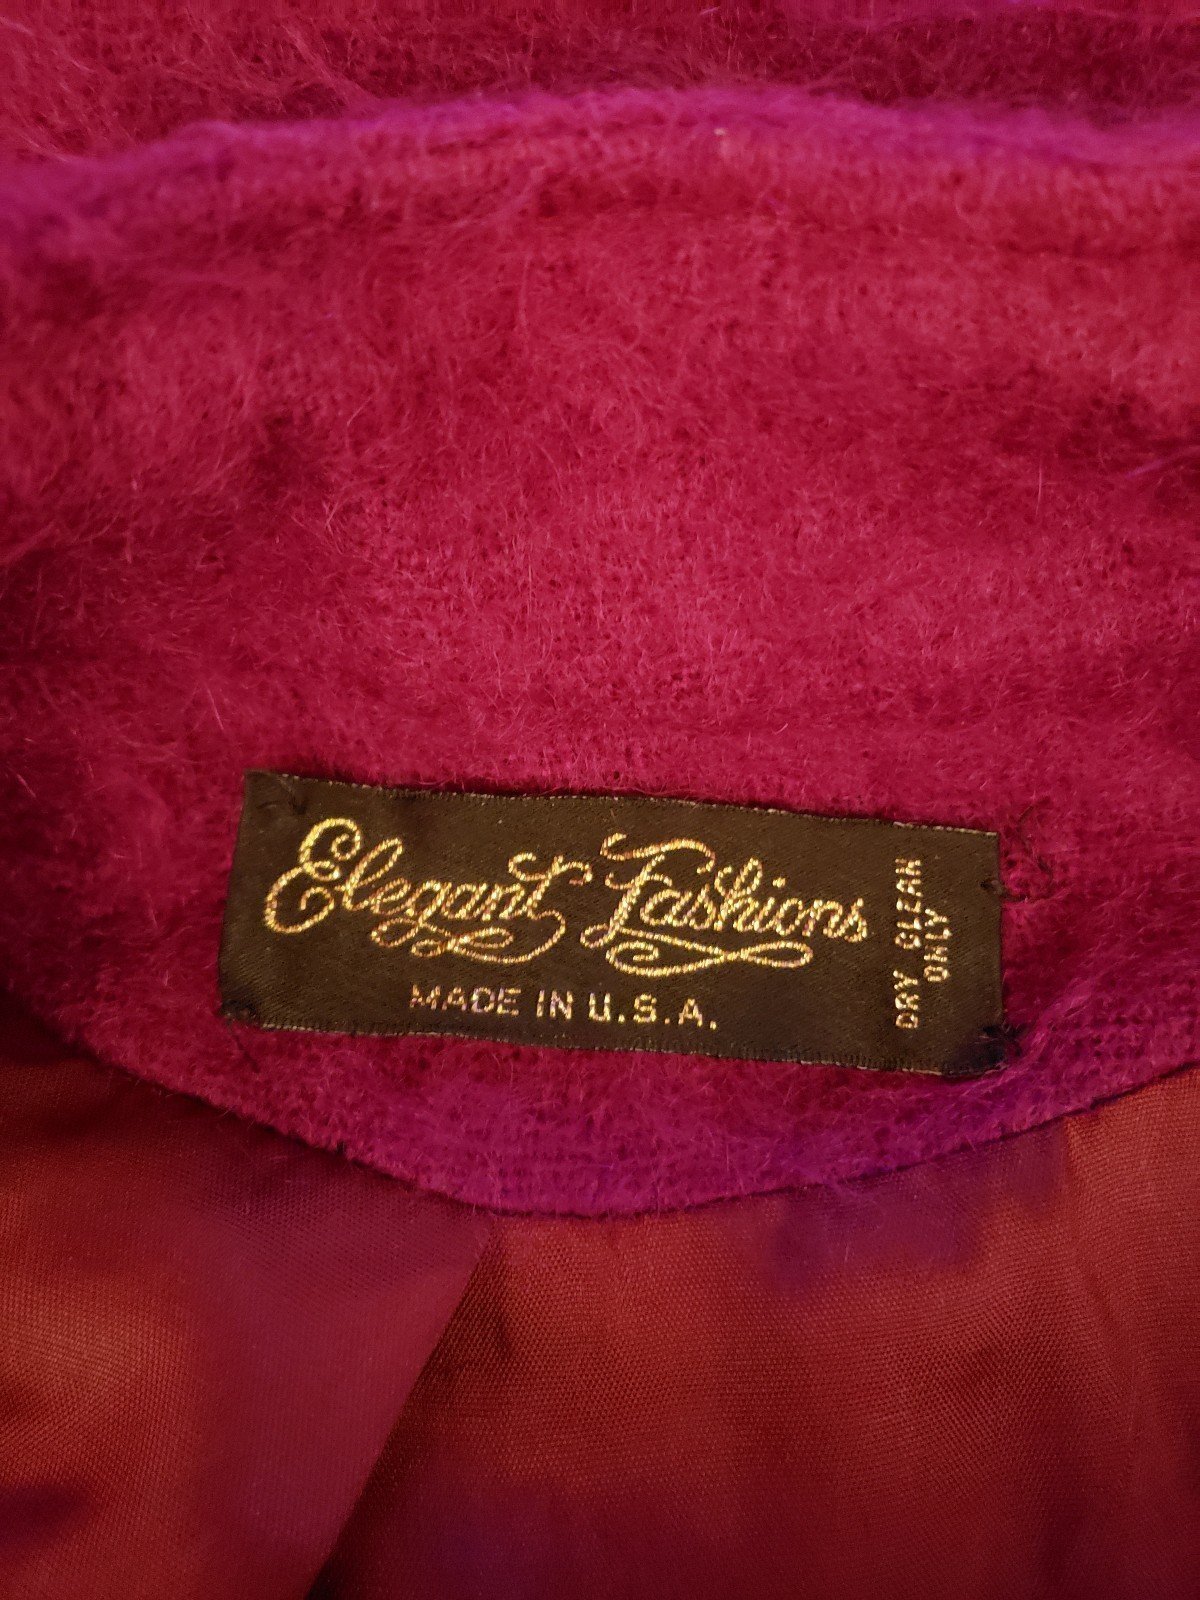 Elegant Fashions
MADE IN U.S.A.
DRY CLEAN
ONLY